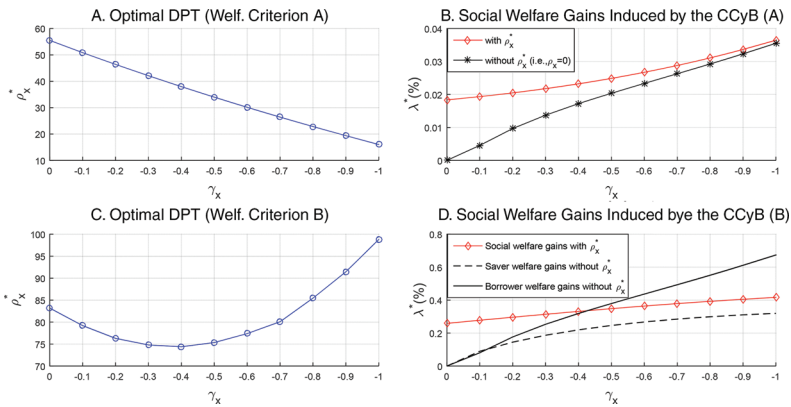 A. Optimal DPT (Welf. Criterion A)
60
50
40
30
20
10
ρ*x
0 -0.1 -0.2 -0.3 -0.4 -0.5 -0.6 -0.7 -0.8 -0.9 -1
γx
B. Social Welfare Gains Induced by the CCyB (A)
0.04
0.03
0.02
0.01
0
λ*(%)
with ρ*x
without ρ*x (i.e.,ρx=0)
0 -0.1 -0.2 -0.3 -0.4 -0.5 -0.6 -0.7 -0.8 -0.9 -1
γx
C. Optimal DPT (Welf. Criterion B)
100
95
90
85
80
75
70
ρ*x
0 -0.1 -0.2 -0.3 -0.4 -0.5 -0.6 -0.7 -0.8 -0.9 -1
γx
D. Social Welfare Gains Induced bye the CCyB (B)
0.8
0.6
0.4
0.2
0
λ*(%)
Social welfare gains with ρ*x
Saver welfare gains without ρ*x
Borrower welfare gains without ρ*x
0 -0.1 -0.2 -0.3 -0.4 -0.5 -0.6 -0.7 -0.8 -0.9 -1
γx